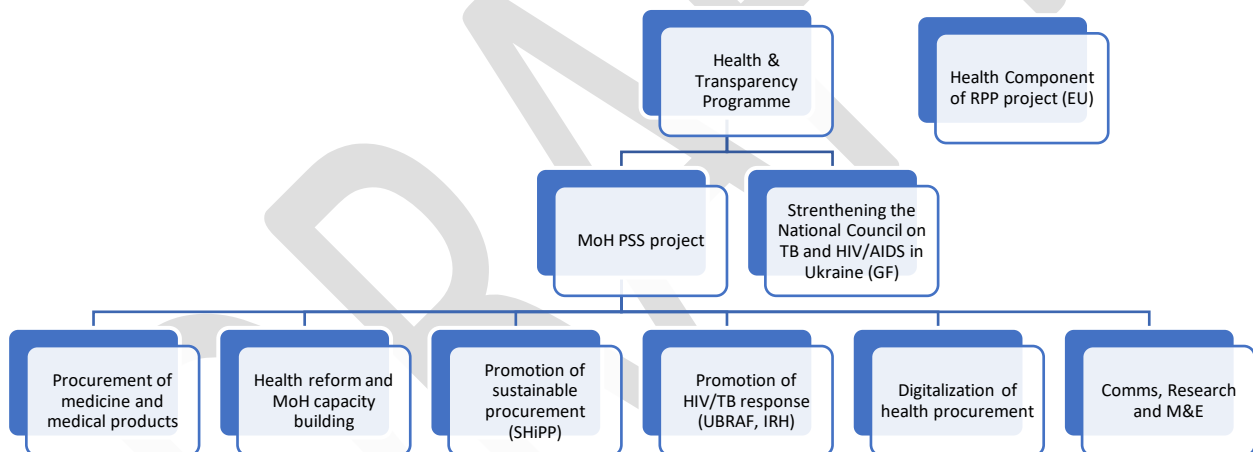 Health &
Transparency
Programme
Health Component
of RPP project (EU)
MoH PSS project
Strenthening the
National Council on
TB and HIV/AIDS in
Ukraine (GF)
Procurement of
medicine and
medical products
Health reform and
MoH capacity
building
Promotion of
sustainable
procurement
(SHiPP)
Promotion of
HIV/TB response
(UBRAF, IRH)
Digitalization of
health procurement
Comms, Research
and M&E